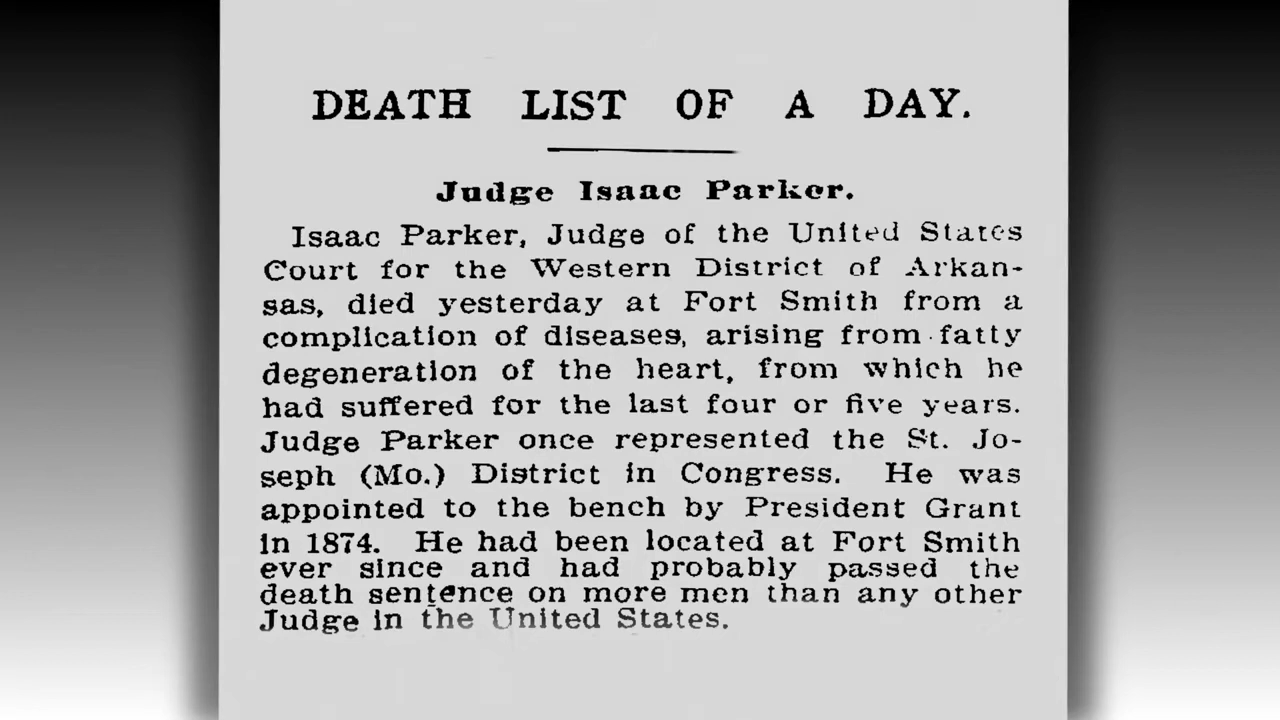 DEATH LIST OF A DAY.
Judge Isaac Parker.
Isaac Parker, Judge of the United States
Court for the Western District of Arkan-
sas, died yesterday at Fort Smith from a
complication of diseases, arising from fatty
degeneration of the heart, from which he
had suffered for the last four or five years.
Judge Parker once represented the St. Jo-
seph (Mo.) District in Congress. He was
appointed to the bench by President Grant
in 1874. He had been located at Fort Smith
ever since and had probably passed the
death sentence on more men than any other
Judge in the United States.